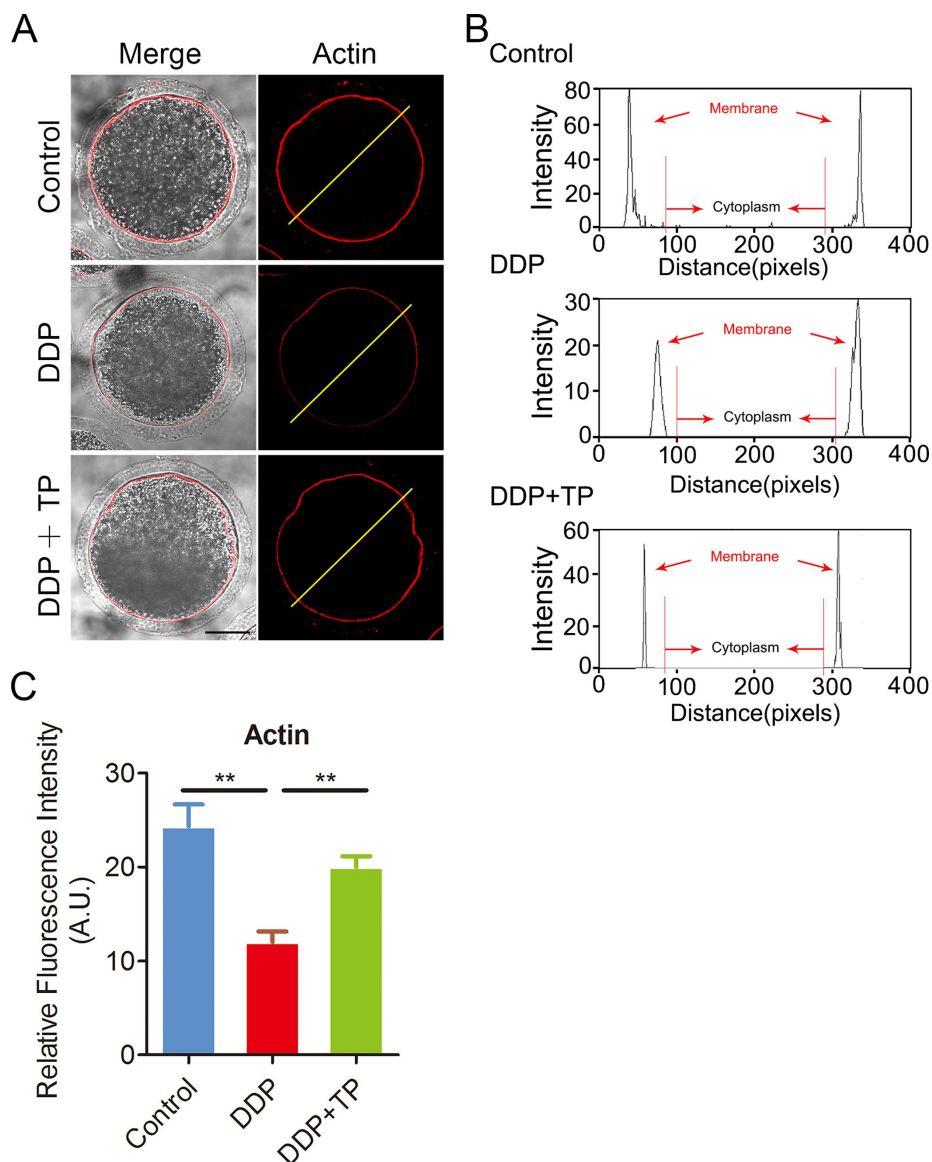 A
Merge
Actin
Control
DDP
DDP + TP
B
Control
Intensity
80
60
40
20
0
Membrane
Cytoplasm
0 100 200 300 400
Distance(pixels)
DDP
Intensity
30
20
10
0
Membrane
Cytoplasm
0 100 200 300 400
Distance(pixels)
DDP+TP
Intensity
60
40
20
0
Membrane
Cytoplasm
0 100 200 300 400
Distance(pixels)
C
Actin
Relative Fluorescence Intensity
(A.U.)
30
20
10
0
** **
Control
DDP
DDP+TP